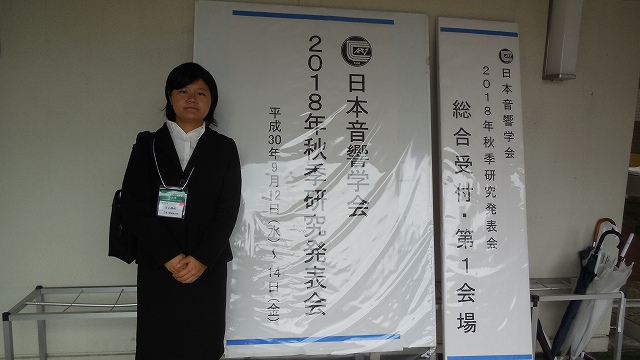 日本音響学会
2018年秋季研究発表会
平成30年9月12日(水)～14日(金)
日本音響学会
2018年秋季研究発表会
総合受付・第1会場